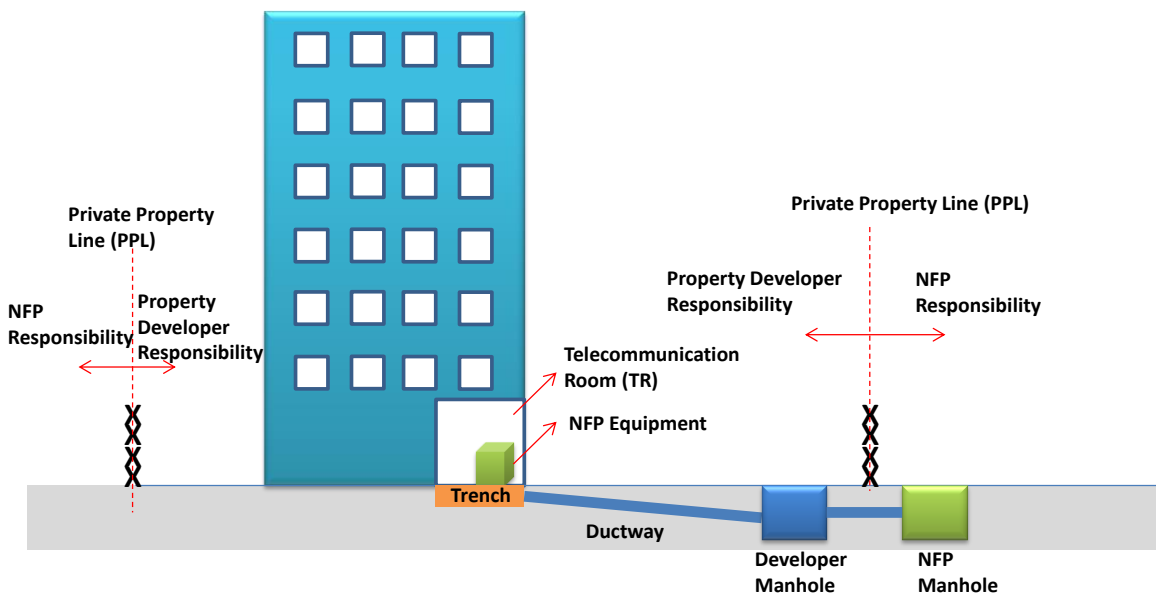 Private Property
Line (PPL)
NFP
Responsibility
Property
Developer
Responsibility
Private Property Line (PPL)
Property Developer
Responsibility
NFP
Responsibility
Telecommunication
Room (TR)
NFP Equipment
Trench
Ductway
Developer
Manhole
NFP
Manhole